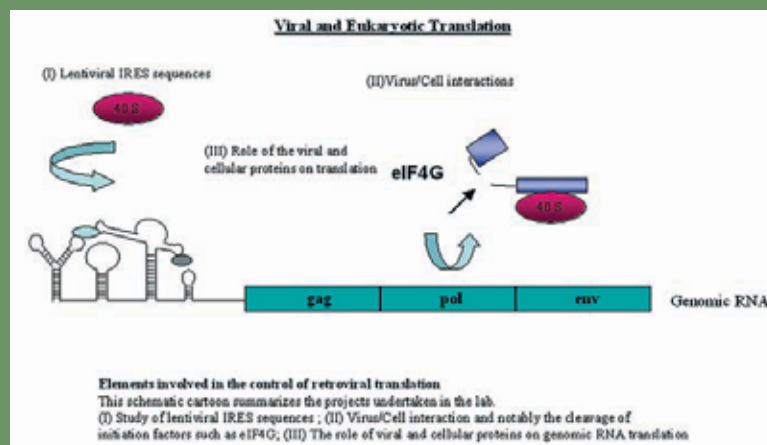 Viral and Eukaryotic Translation
(I) Lentiviral IRES sequences
(II)Virus/Cell interactions
40 S
(III) Role of the viral and
cellular proteins on translation
eIF4G
40 S
gag
pol
env
Genomic RNA
Elements involved in the control of retroviral translation
This schematic cartoon summarizes the projects undertaken in the lab.
(I) Study of lentiviral IRES sequences ; (II) Virus/Cell interaction and notably the cleavage of
initiation factors such as eIF4G; (III) The role of viral and cellular proteins on genomic RNA translation